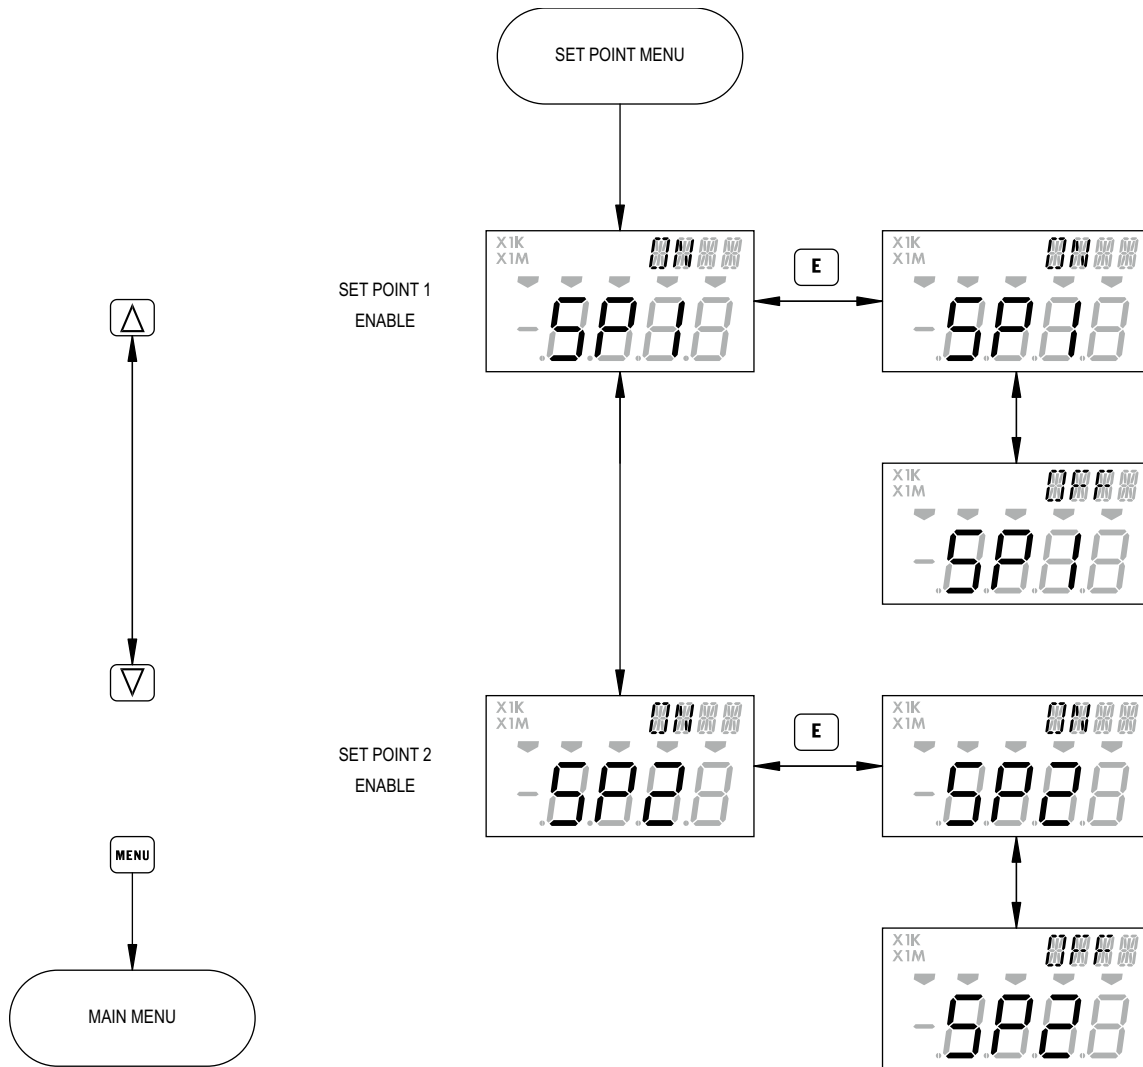 SET POINT MENU
X1K
X1M
ON
SP1
E
X1K
X1M
ON
SP1
SET POINT 1
ENABLE
X1K
X1M
OFF
SP1
X1K
X1M
ON
SP2
E
X1K
X1M
ON
SP2
SET POINT 2
ENABLE
MENU
X1K
X1M
OFF
SP2
MAIN MENU